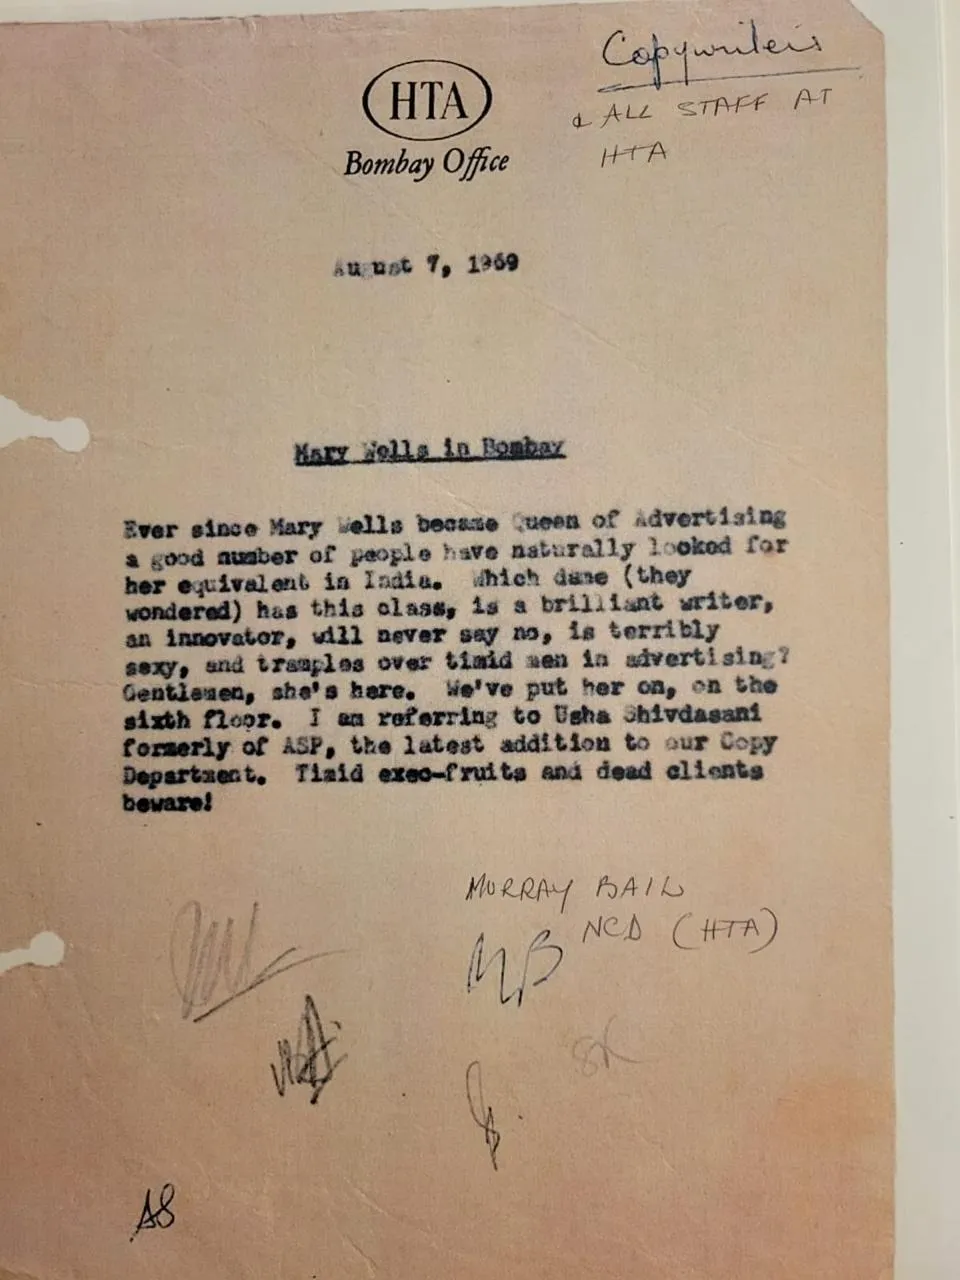 Copywriters
& ALL STAFF AT
HTA
HTA
Bombay Office
August 7, 1969
Mary Wells in Bombay
Ever since Mary Wells became Queen of Advertising
a good number of people have naturally looked for
her equivalent in India. Which dame (they
wondered) has this class, is a brilliant writer,
an innovator, will never say no, is terribly
sexy, and tramples over timid men in advertising?
Gentlemen, she's here. We've put her on, on the
sixth floor. I am referring to Usha Shivdasani
formerly of ASP, the latest addition to our Copy
Department. Timid exec-fruits and dead clients
beware!
MURRAY BAIL
NCD (HTA)
MB
SK
AS